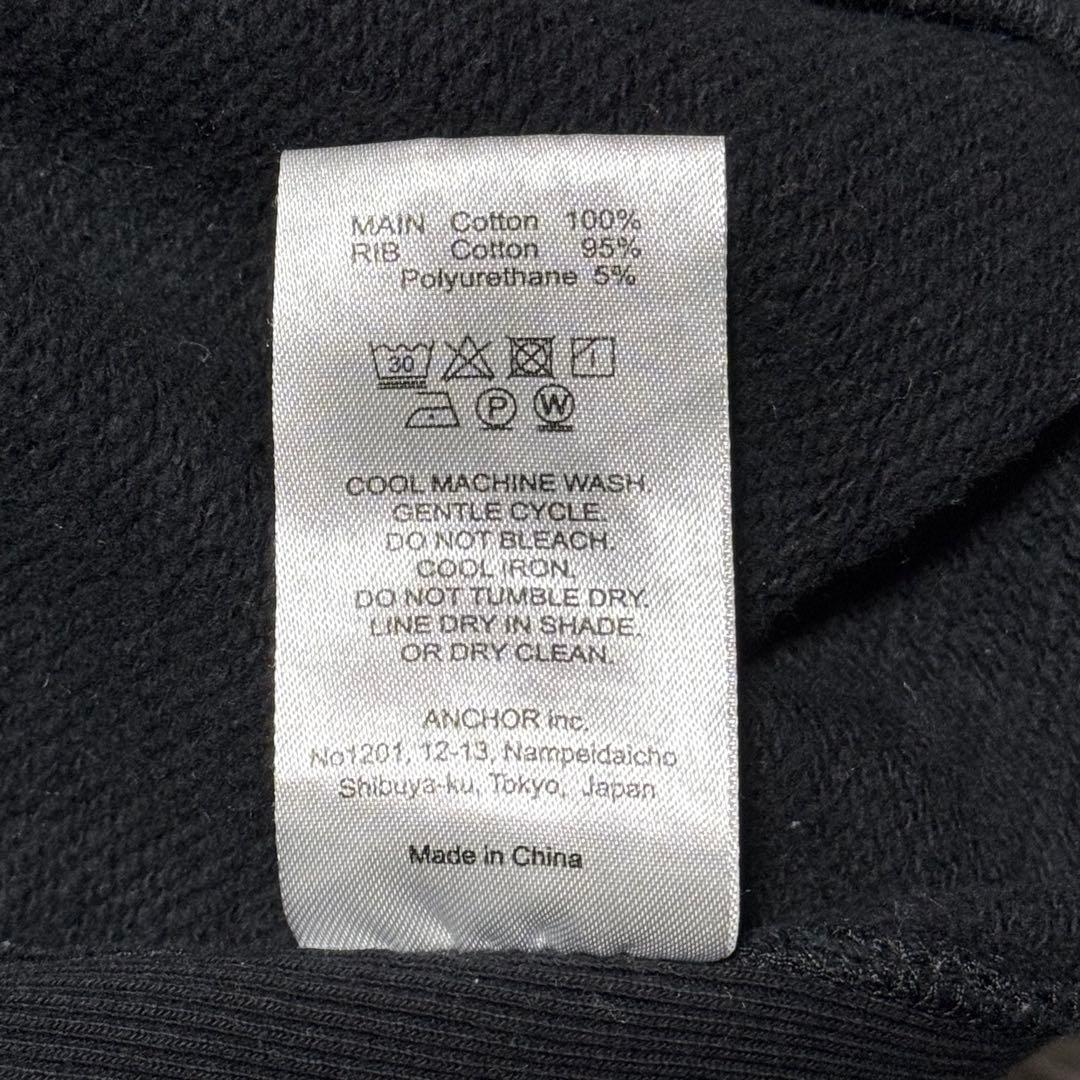 MAIN Cotton 100%
RIB Cotton 95%
Polyurethane 5%
30
P W
COOL MACHINE WASH.
GENTLE CYCLE.
DO NOT BLEACH.
COOL IRON.
DO NOT TUMBLE DRY.
LINE DRY IN SHADE.
OR DRY CLEAN.
ANCHOR inc.
No1201, 12-13, Nampeidaicho
Shibuya-ku, Tokyo, Japan
Made in China